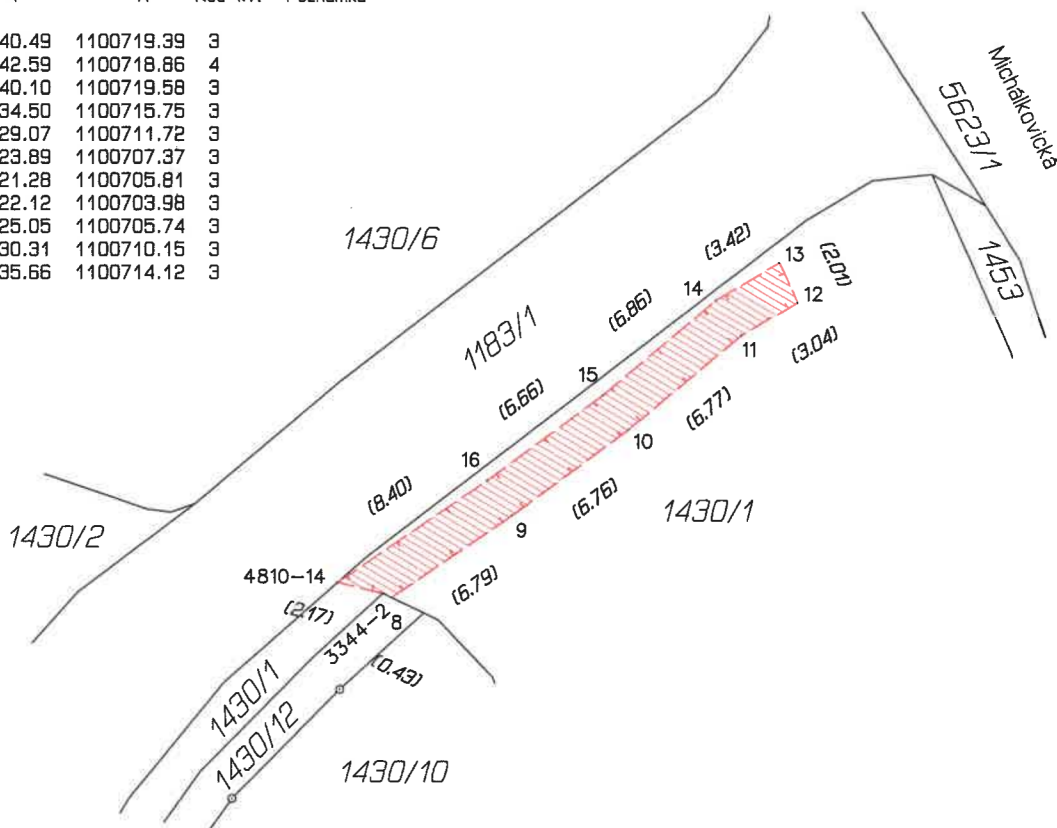 40.49 1100719.39 3
42.59 1100718.86 4
40.10 1100719.58 3
34.50 1100715.75 3
29.07 1100711.72 3
23.89 1100707.37 3
21.28 1100705.81 3
22.12 1100703.98 3
25.05 1100705.74 3
30.31 1100710.15 3
35.66 1100714.12 3
Michálkovická
5623/1
1453
1430/6
(3.42)
13
(2.01)
14
12
(6.86)
1183/1
11
(3.04)
15
(6.66)
(6.77)
10
16
(8.40)
(6.76)
1430/1
9
1430/2
4810-14
(6.79)
(2.17)
3344-2
8
(0.43)
1430/1
1430/12
1430/10